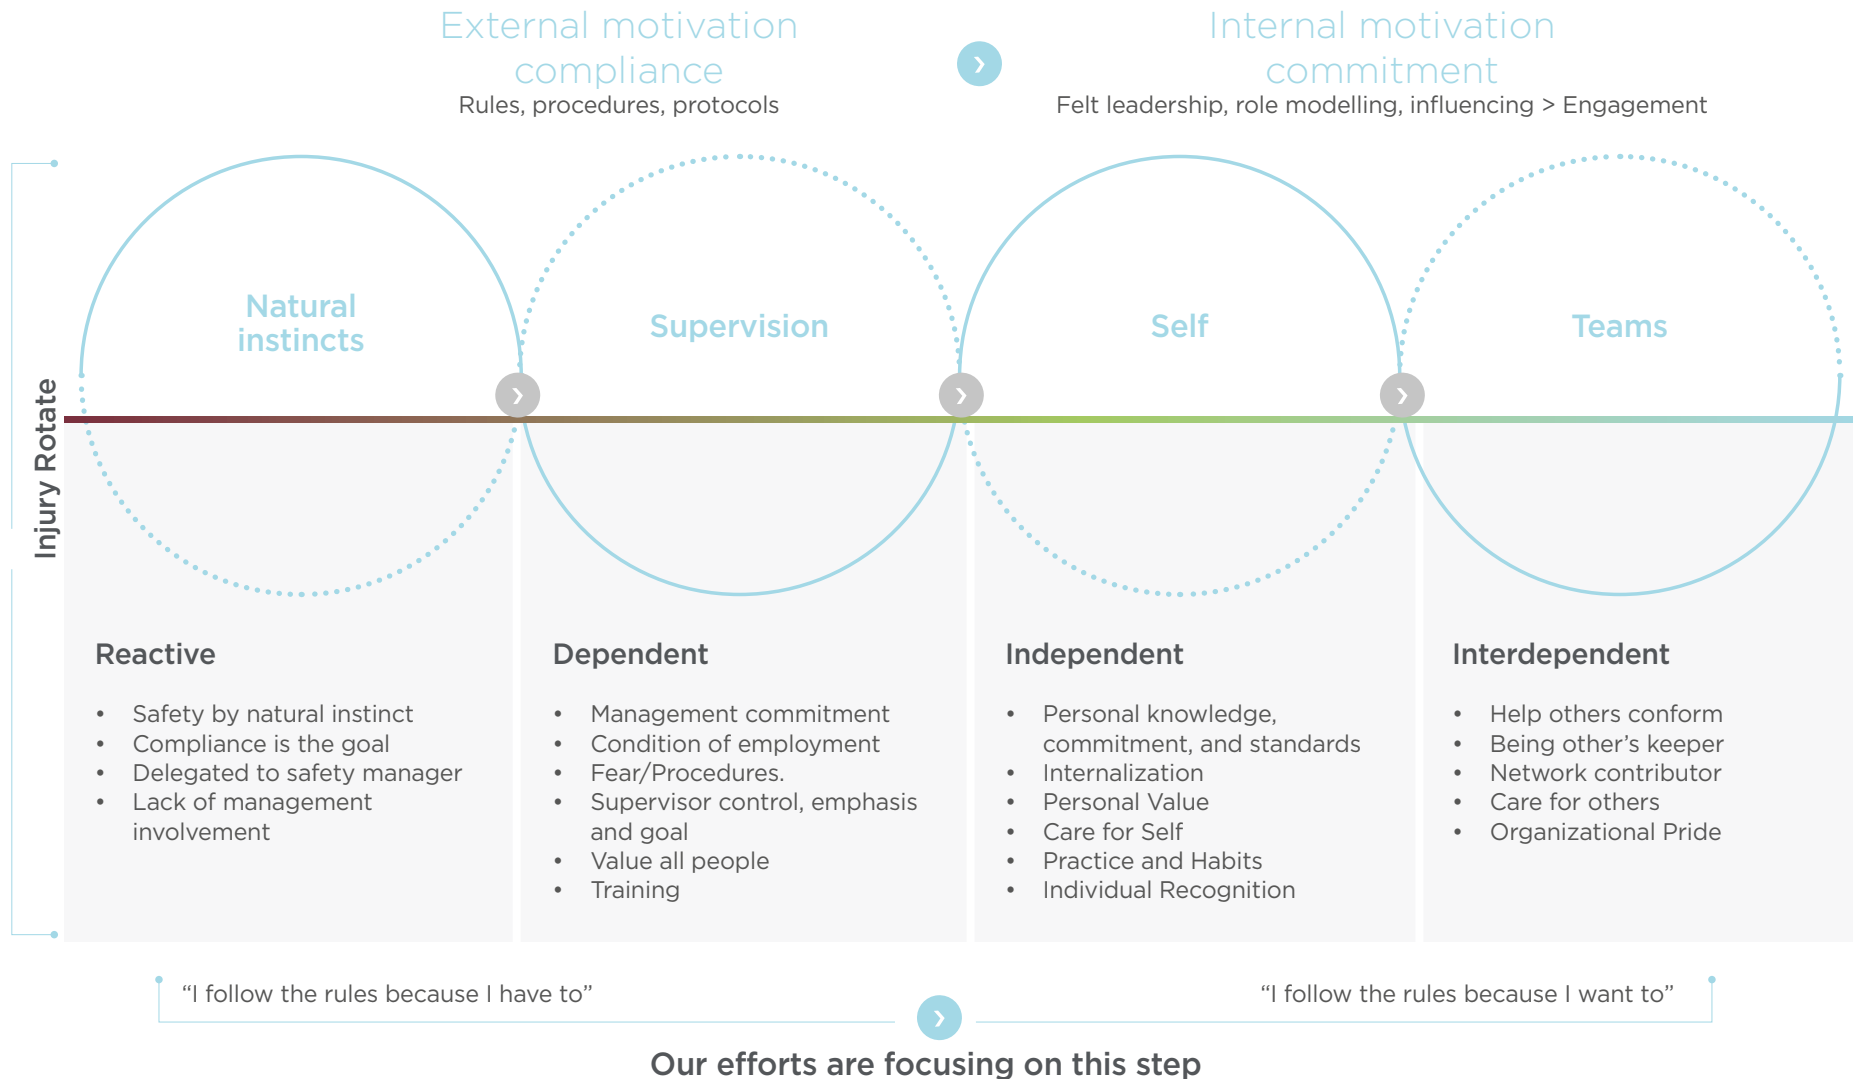 External motivation
compliance
Rules, procedures, protocols
Internal motivation
commitment
Felt leadership, role modelling, influencing > Engagement
Injury Rotate
Natural
instincts
Supervision
Self
Teams
Reactive
• Safety by natural instinct
• Compliance is the goal
• Delegated to safety manager
• Lack of management
involvement
Dependent
• Management commitment
• Condition of employment
• Fear/Procedures.
• Supervisor control, emphasis
and goal
• Value all people
• Training
Independent
• Personal knowledge,
commitment, and standards
• Internalization
• Personal Value
• Care for Self
• Practice and Habits
• Individual Recognition
Interdependent
• Help others conform
• Being other’s keeper
• Network contributor
• Care for others
• Organizational Pride
“I follow the rules because I have to”
“I follow the rules because I want to”
Our efforts are focusing on this step